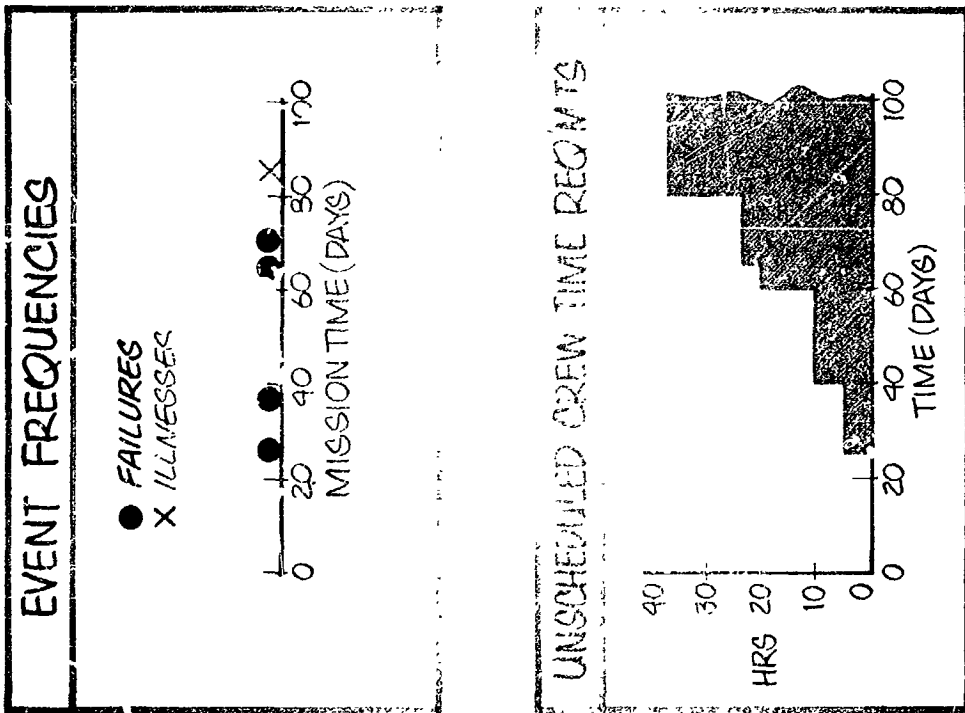 EVENT FREQUENCIES
● FAILURES
X ILLNESSES
0 20 40 60 80 100
MISSION TIME (DAYS)
UNSCHEDULED CREW TIME REQ'MTS
40
30
HRS 20
10
0
0 20 40 60 80 100
TIME (DAYS)